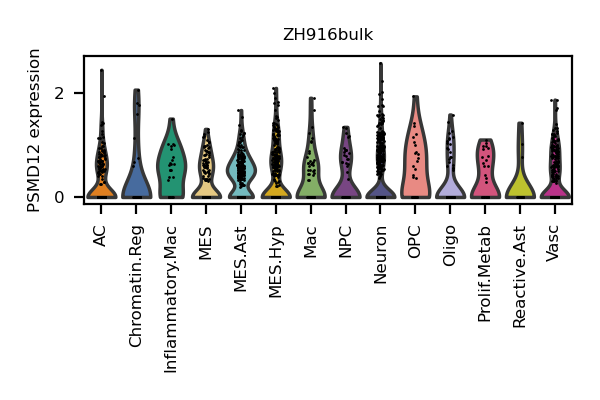 ZH916bulk
PSMD12 expression
2
0
AC
Chromatin.Reg
Inflammatory.Mac
MES
MES.Ast
MES.Hyp
Mac
NPC
Neuron
OPC
Oligo
Prolif.Metab
Reactive.Ast
Vasc